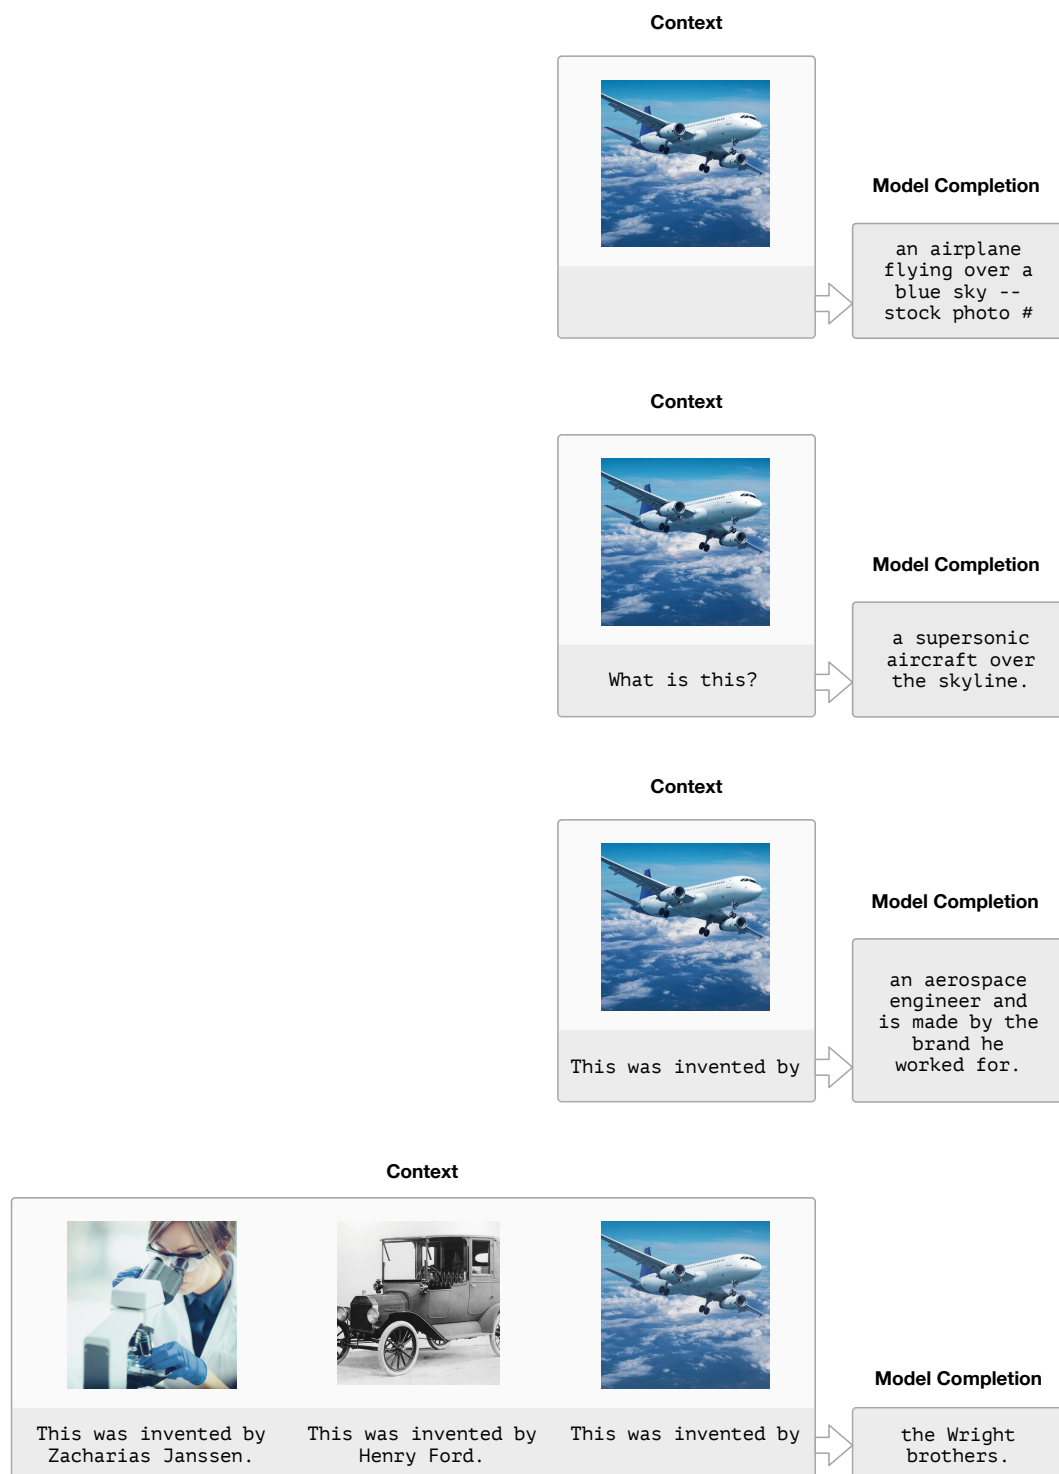 Context
Model Completion
an airplane
flying over a
blue sky --
stock photo #
Context
Model Completion
What is this?
a supersonic
aircraft over
the skyline.
Context
Model Completion
This was invented by
an aerospace
engineer and
is made by the
brand he
worked for.
Context
This was invented by
Zacharias Janssen.
This was invented by
Henry Ford.
This was invented by
Model Completion
the Wright
brothers.